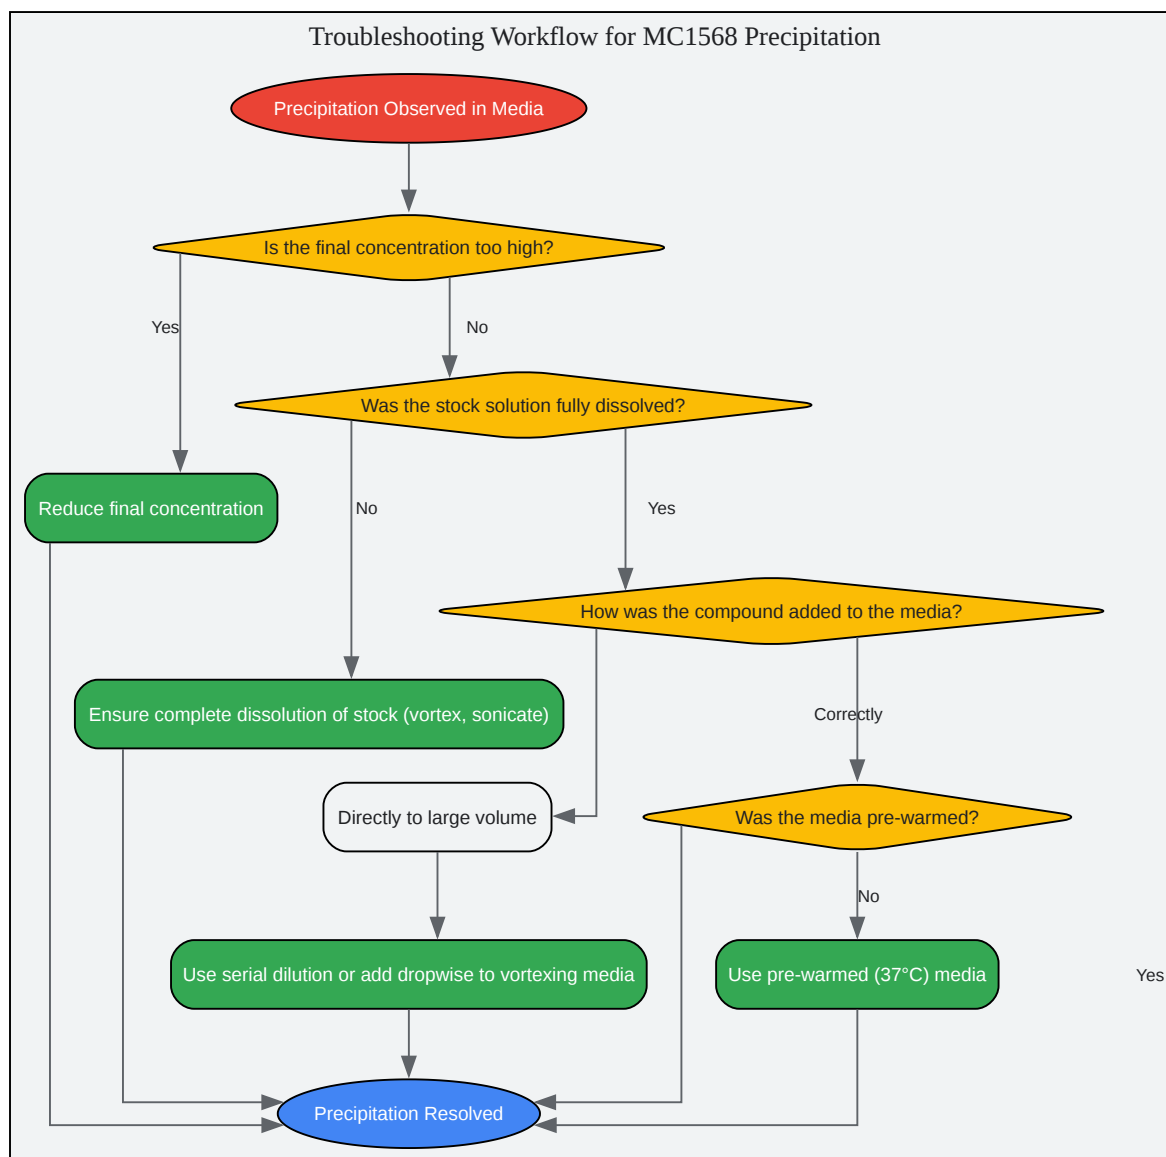 Troubleshooting Workflow for MC1568 Precipitation
Precipitation Observed in Media
Is the final concentration too high?
Yes
No
Was the stock solution fully dissolved?
Reduce final concentration
No
Yes
How was the compound added to the media?
Ensure complete dissolution of stock (vortex, sonicate)
Correctly
Directly to large volume
Was the media pre-warmed?
No
Use serial dilution or add dropwise to vortexing media
Use pre-warmed (37°C) media
Yes
Precipitation Resolved